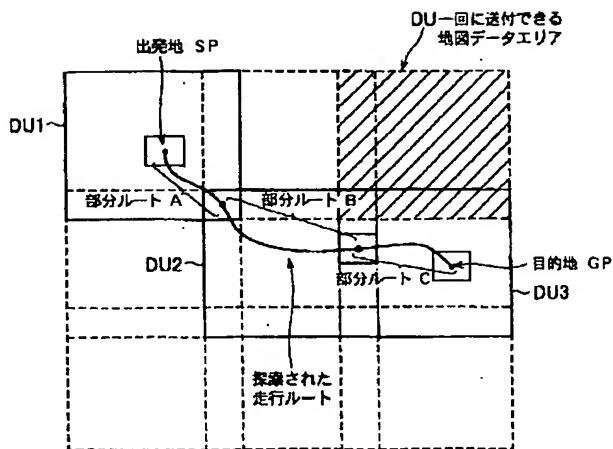 DU一回に送付できる
地図データエリア
出発地 SP
DU1
部分ルート A
部分ルート B
DU2
部分ルート C
目的地 GP
DU3
探索された
走行ルート